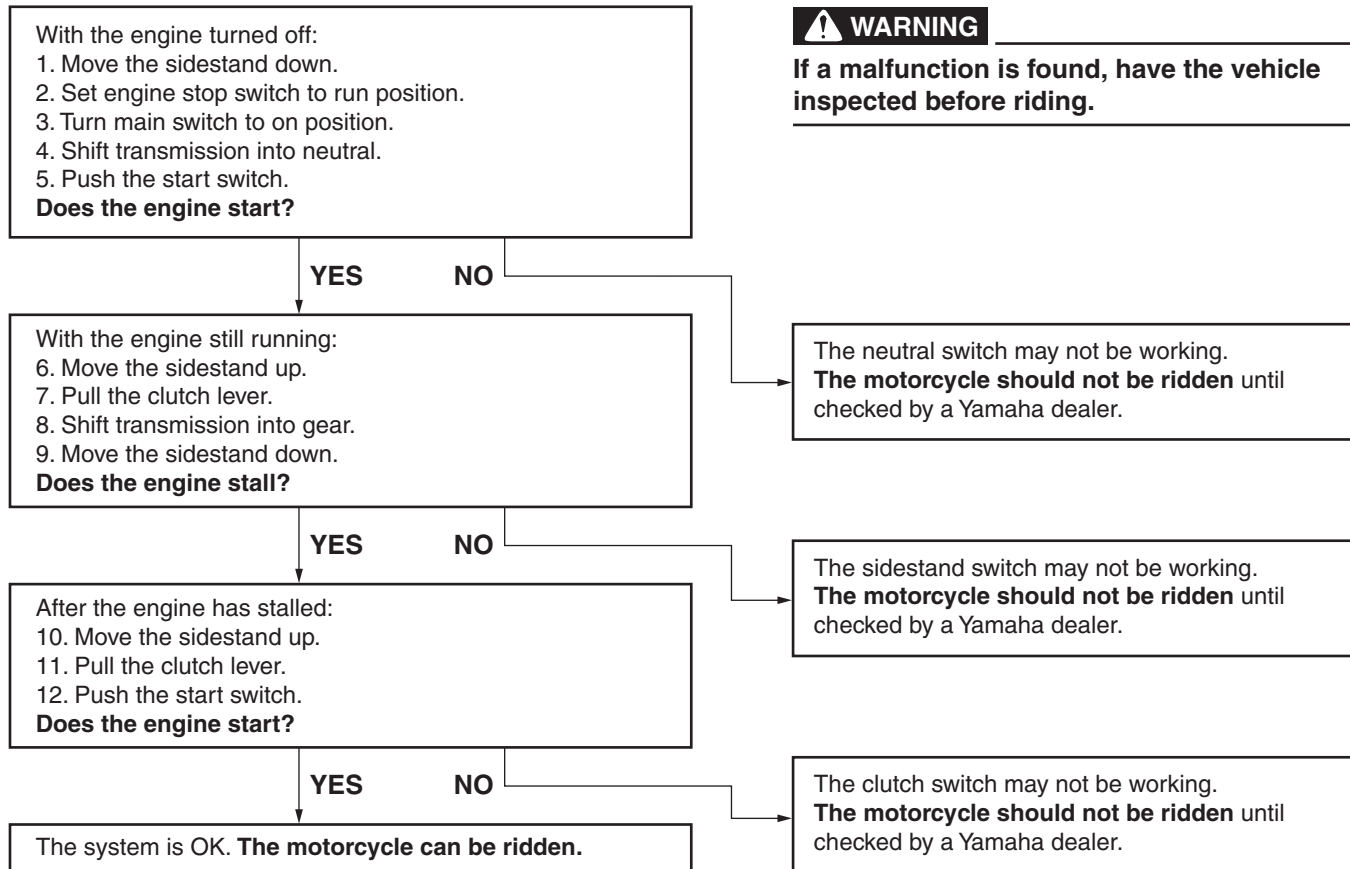 With the engine turned off:
1. Move the sidestand down.
2. Set engine stop switch to run position.
3. Turn main switch to on position.
4. Shift transmission into neutral.
5. Push the start switch.
Does the engine start?
WARNING
If a malfunction is found, have the vehicle
inspected before riding.
YES NO
The neutral switch may not be working.
The motorcycle should not be ridden until
checked by a Yamaha dealer.
With the engine still running:
6. Move the sidestand up.
7. Pull the clutch lever.
8. Shift transmission into gear.
9. Move the sidestand down.
Does the engine stall?
YES NO
The sidestand switch may not be working.
The motorcycle should not be ridden until
checked by a Yamaha dealer.
After the engine has stalled:
10. Move the sidestand up.
11. Pull the clutch lever.
12. Push the start switch.
Does the engine start?
YES NO
The clutch switch may not be working.
The motorcycle should not be ridden until
checked by a Yamaha dealer.
The system is OK. The motorcycle can be ridden.